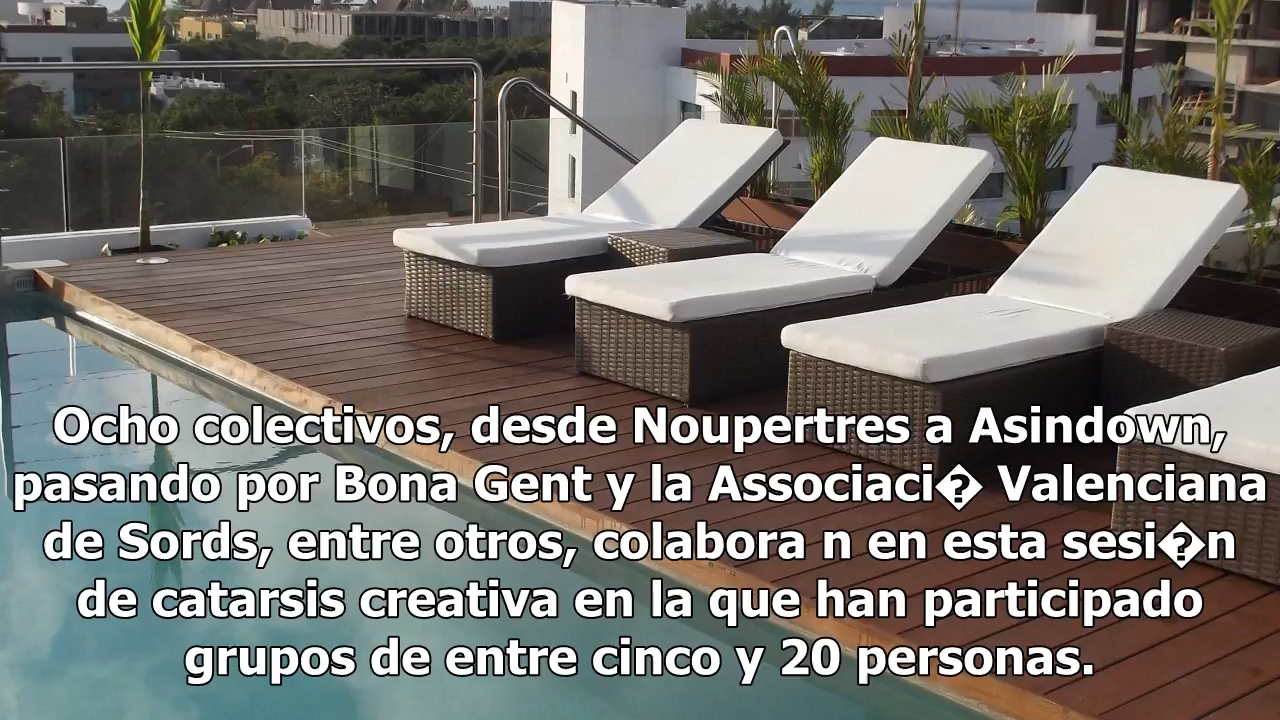 Ocho colectivos, desde Noupertres a Asindown,
pasando por Bona Gent y la Associaci� Valenciana
de Sords, entre otros, colabora n en esta sesi�n
de catarsis creativa en la que han participado
grupos de entre cinco y 20 personas.